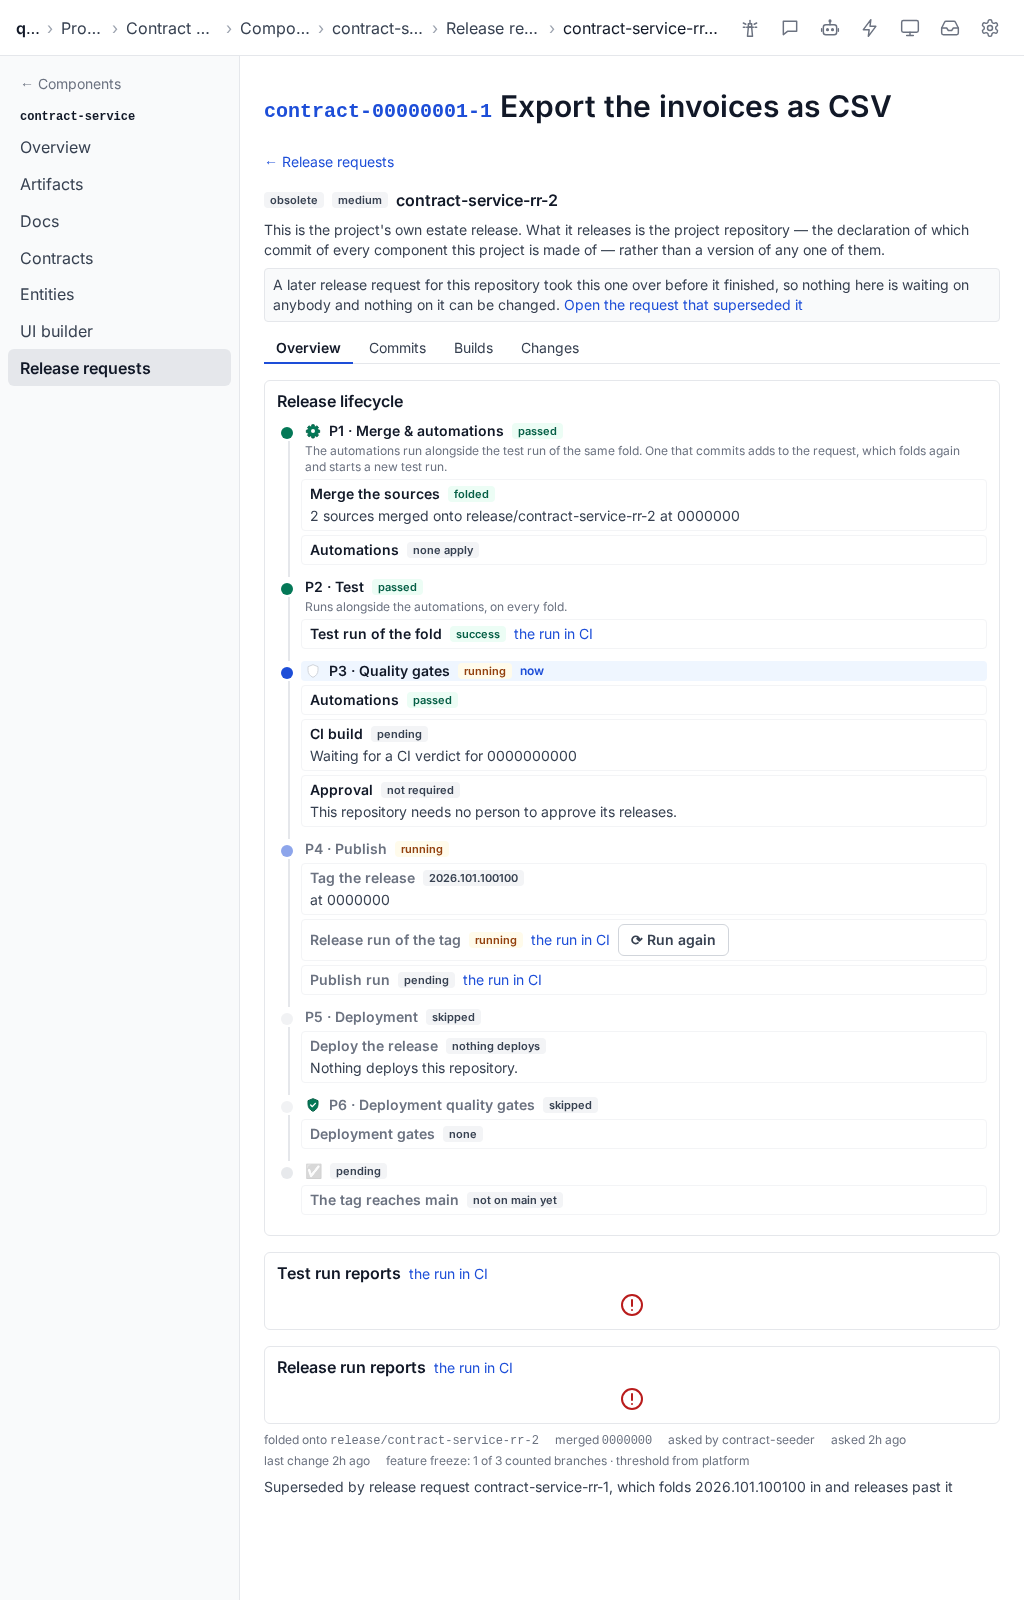 q... › Pro... › Contract ... › Compo... › contract-s... › Release re... › contract-service-rr...
← Components
contract-service
Overview
Artifacts
Docs
Contracts
Entities
UI builder
Release requests
contract-00000001-1 Export the invoices as CSV
← Release requests
obsolete medium contract-service-rr-2
This is the project's own estate release. What it releases is the project repository — the declaration of which
commit of every component this project is made of — rather than a version of any one of them.
A later release request for this repository took this one over before it finished, so nothing here is waiting on
anybody and nothing on it can be changed. Open the request that superseded it
Overview Commits Builds Changes
Release lifecycle
P1 · Merge & automations passed
The automations run alongside the test run of the same fold. One that commits adds to the request, which folds again
and starts a new test run.
Merge the sources folded
2 sources merged onto release/contract-service-rr-2 at 0000000
Automations none apply
P2 · Test passed
Runs alongside the automations, on every fold.
Test run of the fold success the run in CI
P3 · Quality gates running now
Automations passed
CI build pending
Waiting for a CI verdict for 0000000000
Approval not required
This repository needs no person to approve its releases.
P4 · Publish running
Tag the release 2026.101.100100
at 0000000
Release run of the tag running the run in CI ⟳ Run again
Publish run pending the run in CI
P5 · Deployment skipped
Deploy the release nothing deploys
Nothing deploys this repository.
P6 · Deployment quality gates skipped
Deployment gates none
pending
The tag reaches main not on main yet
Test run reports the run in CI
Release run reports the run in CI
folded onto release/contract-service-rr-2 merged 0000000 asked by contract-seeder asked 2h ago
last change 2h ago feature freeze: 1 of 3 counted branches · threshold from platform
Superseded by release request contract-service-rr-1, which folds 2026.101.100100 in and releases past it